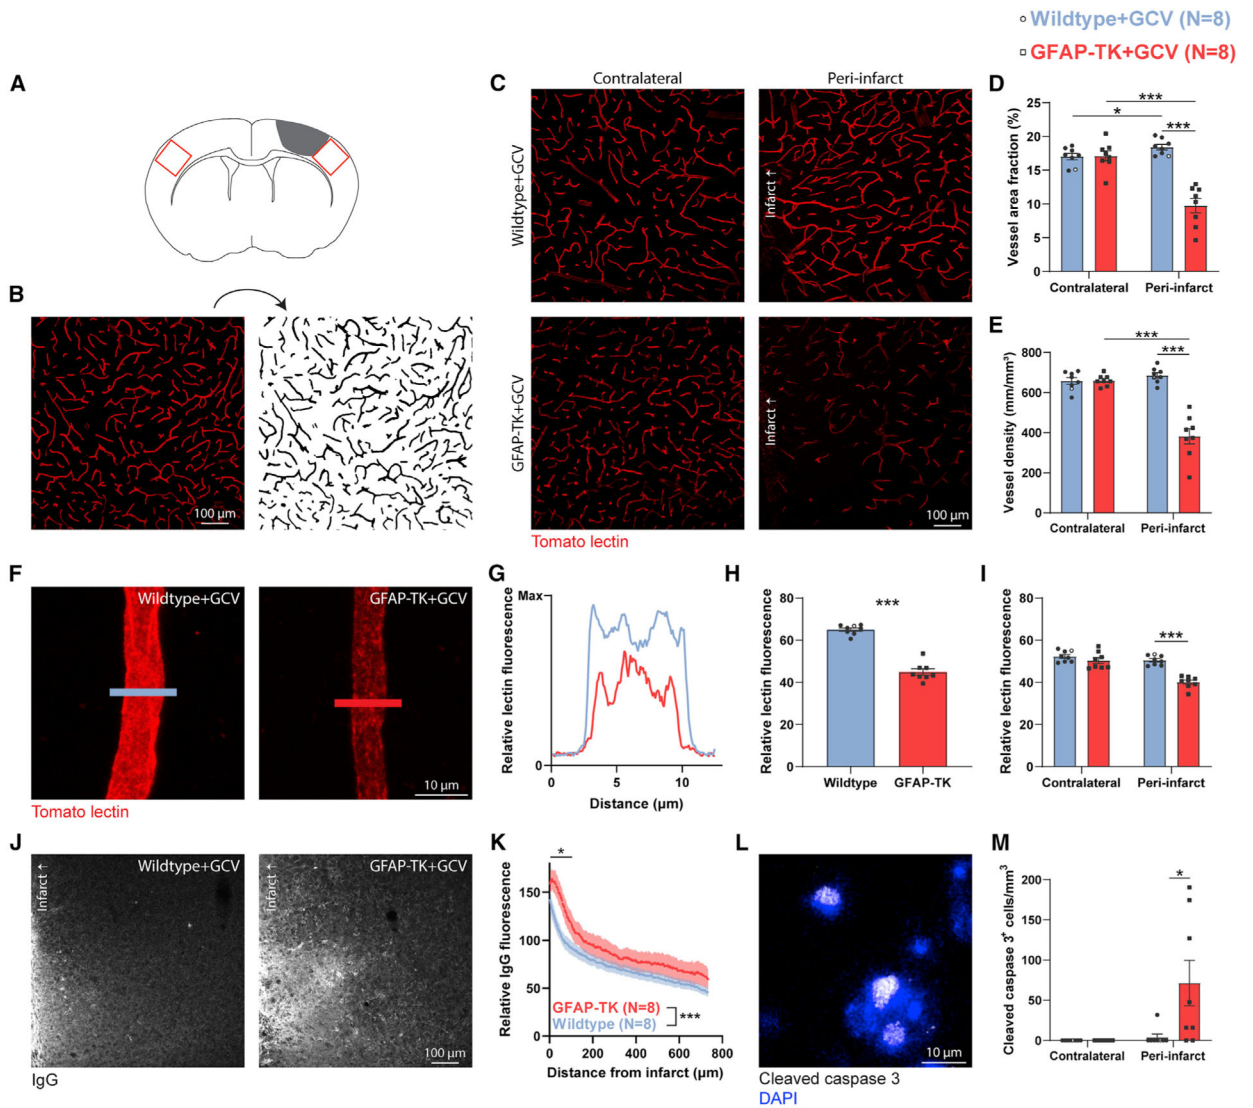 Wildtype+GCV (N=8)
GFAP-TK+GCV (N=8)
A
B
100 µm
C
Contralateral
Peri-infarct
Wildtype+GCV
Infarct ↑
GFAP-TK+GCV
Infarct ↑
100 µm
Tomato lectin
D
***
*
***
Vessel area fraction (%)
25
20
15
10
5
0
Contralateral
Peri-infarct
E
***
***
Vessel density (mm/mm³)
800
600
400
200
0
Contralateral
Peri-infarct
F
Wildtype+GCV
GFAP-TK+GCV
10 µm
Tomato lectin
G
Relative lectin fluorescence
Max
0
0
5
10
Distance (µm)
H
***
Relative lectin fluorescence
80
60
40
20
0
Wildtype
GFAP-TK
I
***
Relative lectin fluorescence
80
60
40
20
0
Contralateral
Peri-infarct
J
Infarct ↑
Wildtype+GCV
Infarct ↑
GFAP-TK+GCV
100 µm
IgG
K
*
Relative IgG fluorescence
150
100
50
0
GFAP-TK (N=8)
Wildtype (N=8)
***
0
200
400
600
800
Distance from infarct (µm)
L
10 µm
Cleaved caspase 3
DAPI
M
*
Cleaved caspase 3⁺ cells/mm³
200
150
100
50
0
Contralateral
Peri-infarct